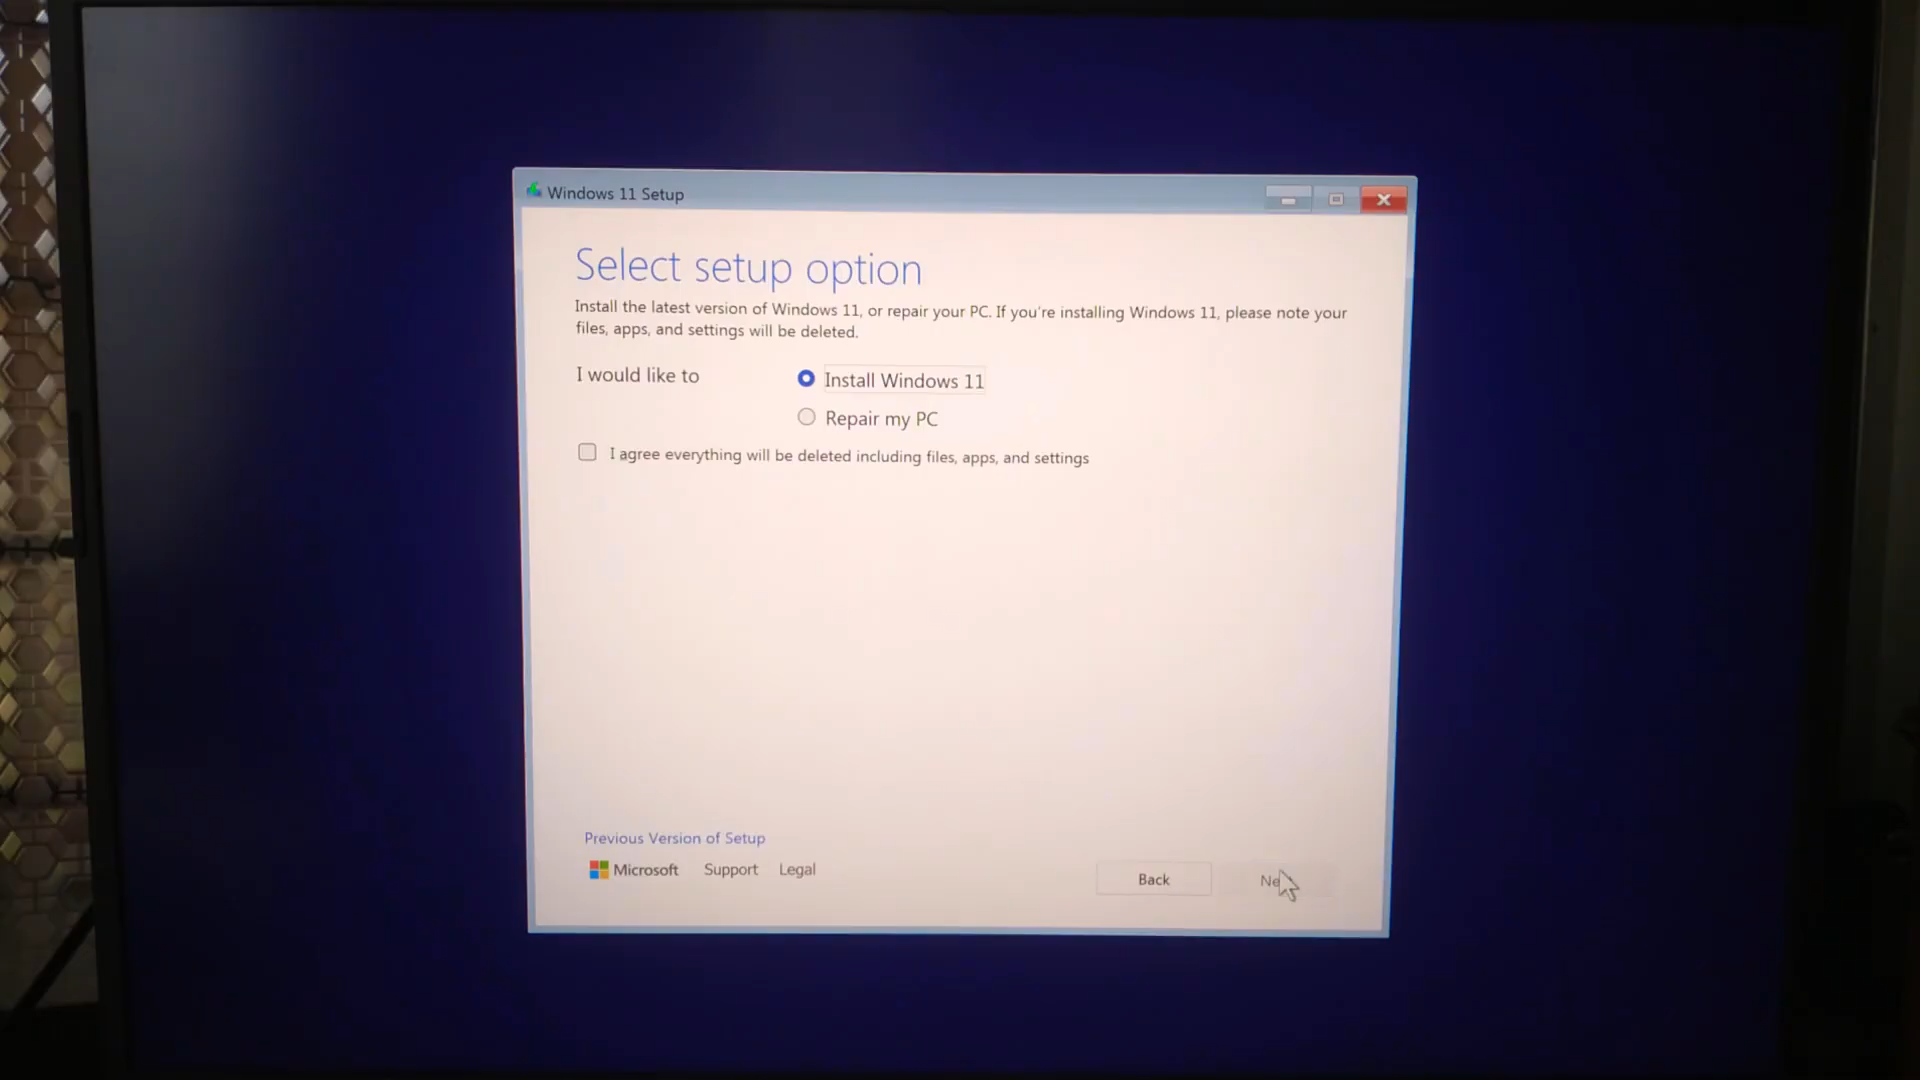 Windows 11 Setup
Select setup option
Install the latest version of Windows 11, or repair your PC. If you're installing Windows 11, please note your
files, apps, and settings will be deleted.
I would like to
Install Windows 11
Repair my PC
I agree everything will be deleted including files, apps, and settings
Previous Version of Setup
Microsoft Support Legal
Back